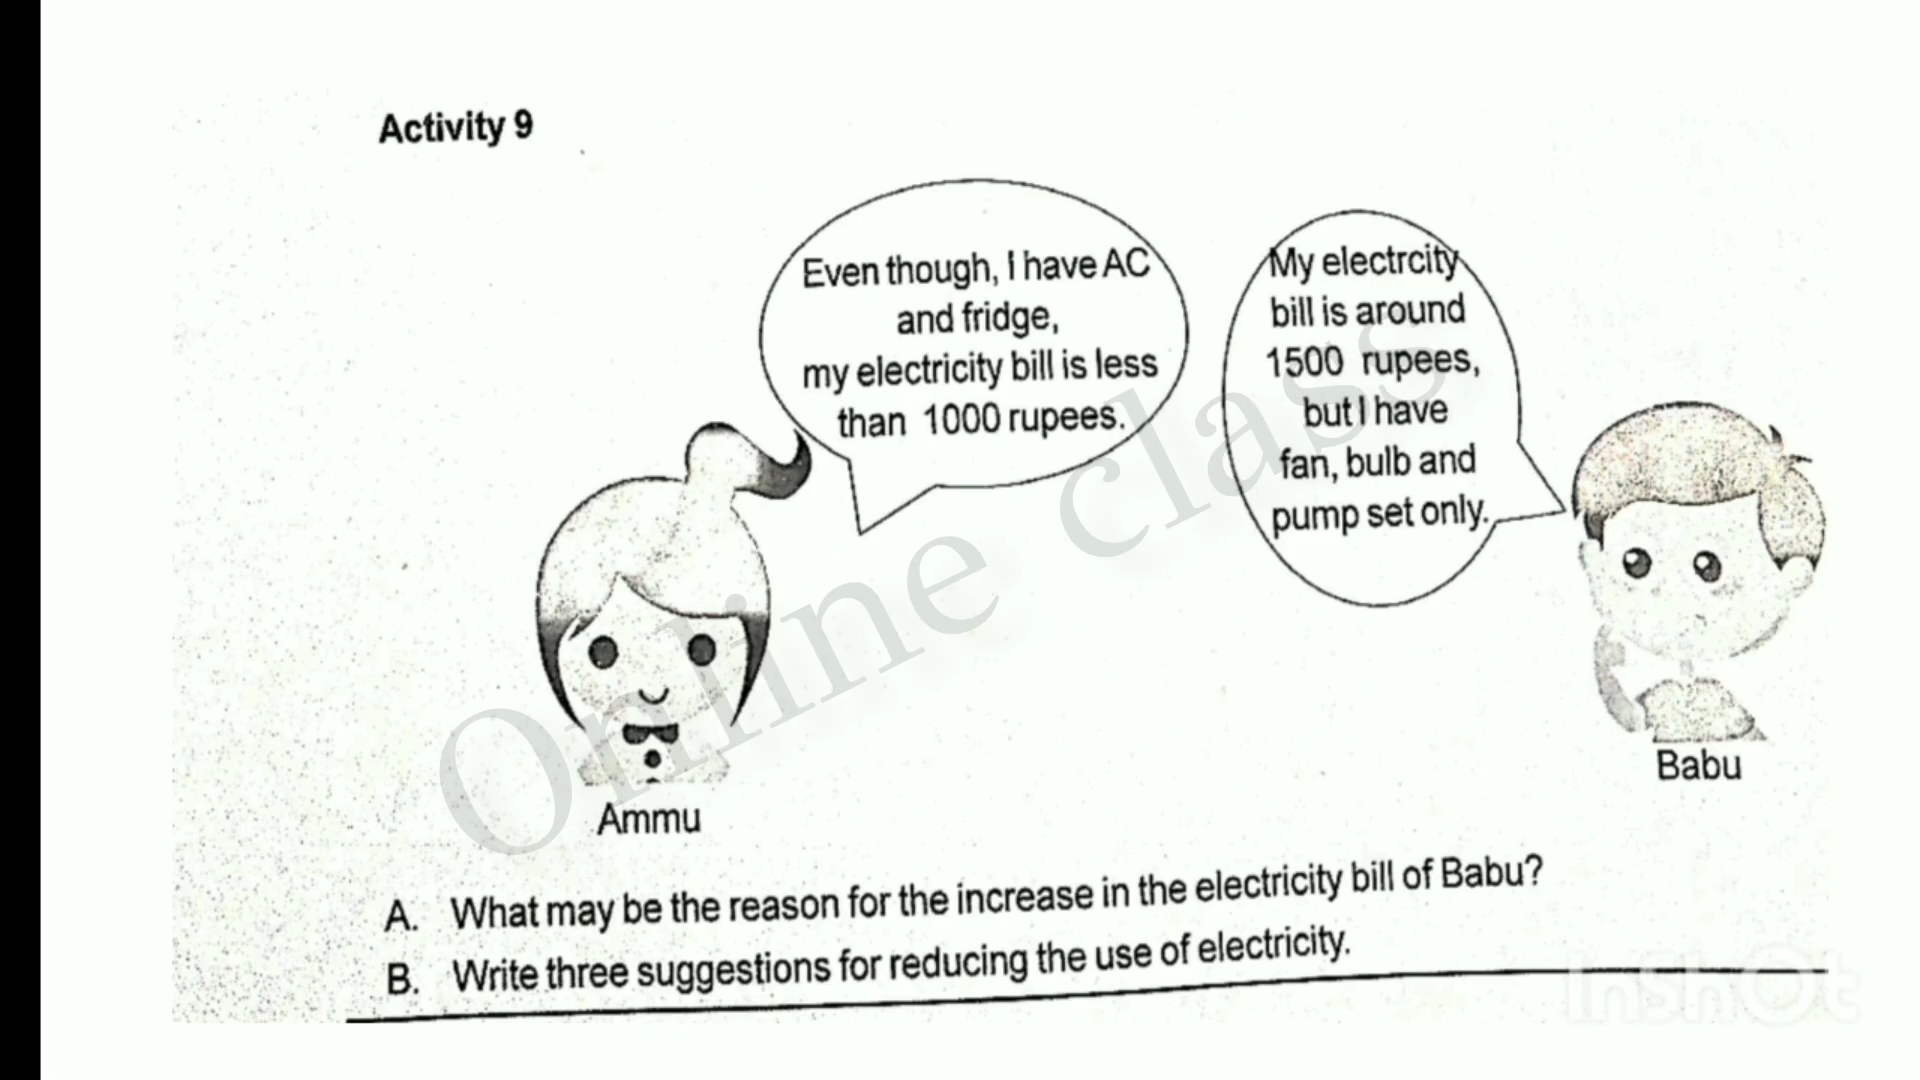 Activity 9
Even though, I have AC
and fridge,
my electricity bill is less
than 1000 rupees.
My electrcity
bill is around
1500 rupees,
but I have
fan, bulb and
pump set only.
Ammu
Babu
Online class
A. What may be the reason for the increase in the electricity bill of Babu?
B. Write three suggestions for reducing the use of electricity.
InShOt